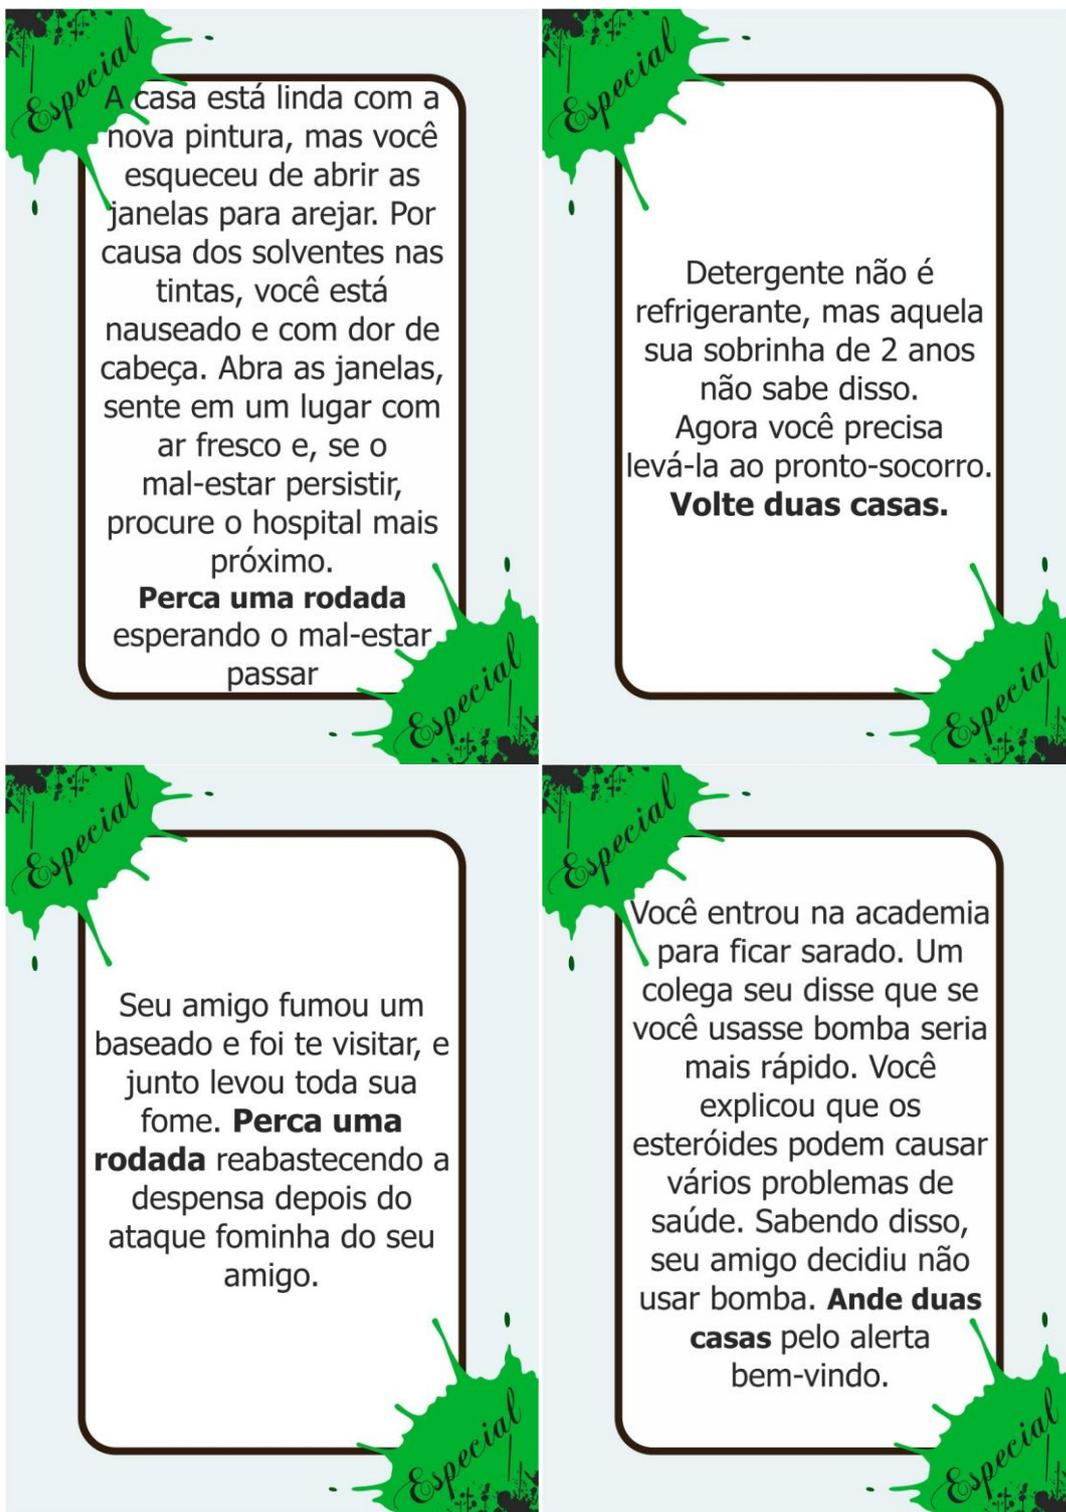 Especial
A casa está linda com a
nova pintura, mas você
esqueceu de abrir as
janelas para arejar. Por
causa dos solventes nas
tintas, você está
nauseado e com dor de
cabeça. Abra as janelas,
sente em um lugar com
ar fresco e, se o
mal-estar persistir,
procure o hospital mais
próximo.
Perca uma rodada
esperando o mal-estar
passar
Especial
Especial
Detergente não é
refrigerante, mas aquela
sua sobrinha de 2 anos
não sabe disso.
Agora você precisa
levá-la ao pronto-socorro.
Volte duas casas.
Especial
Especial
Seu amigo fumou um
baseado e foi te visitar, e
junto levou toda sua
fome. Perca uma
rodada reabastecendo a
despensa depois do
ataque fominha do seu
amigo.
Especial
Especial
Você entrou na academia
para ficar sarado. Um
colega seu disse que se
você usasse bomba seria
mais rápido. Você
explicou que os
esteróides podem causar
vários problemas de
saúde. Sabendo disso,
seu amigo decidiu não
usar bomba. Ande duas
casas pelo alerta
bem-vindo.
Especial